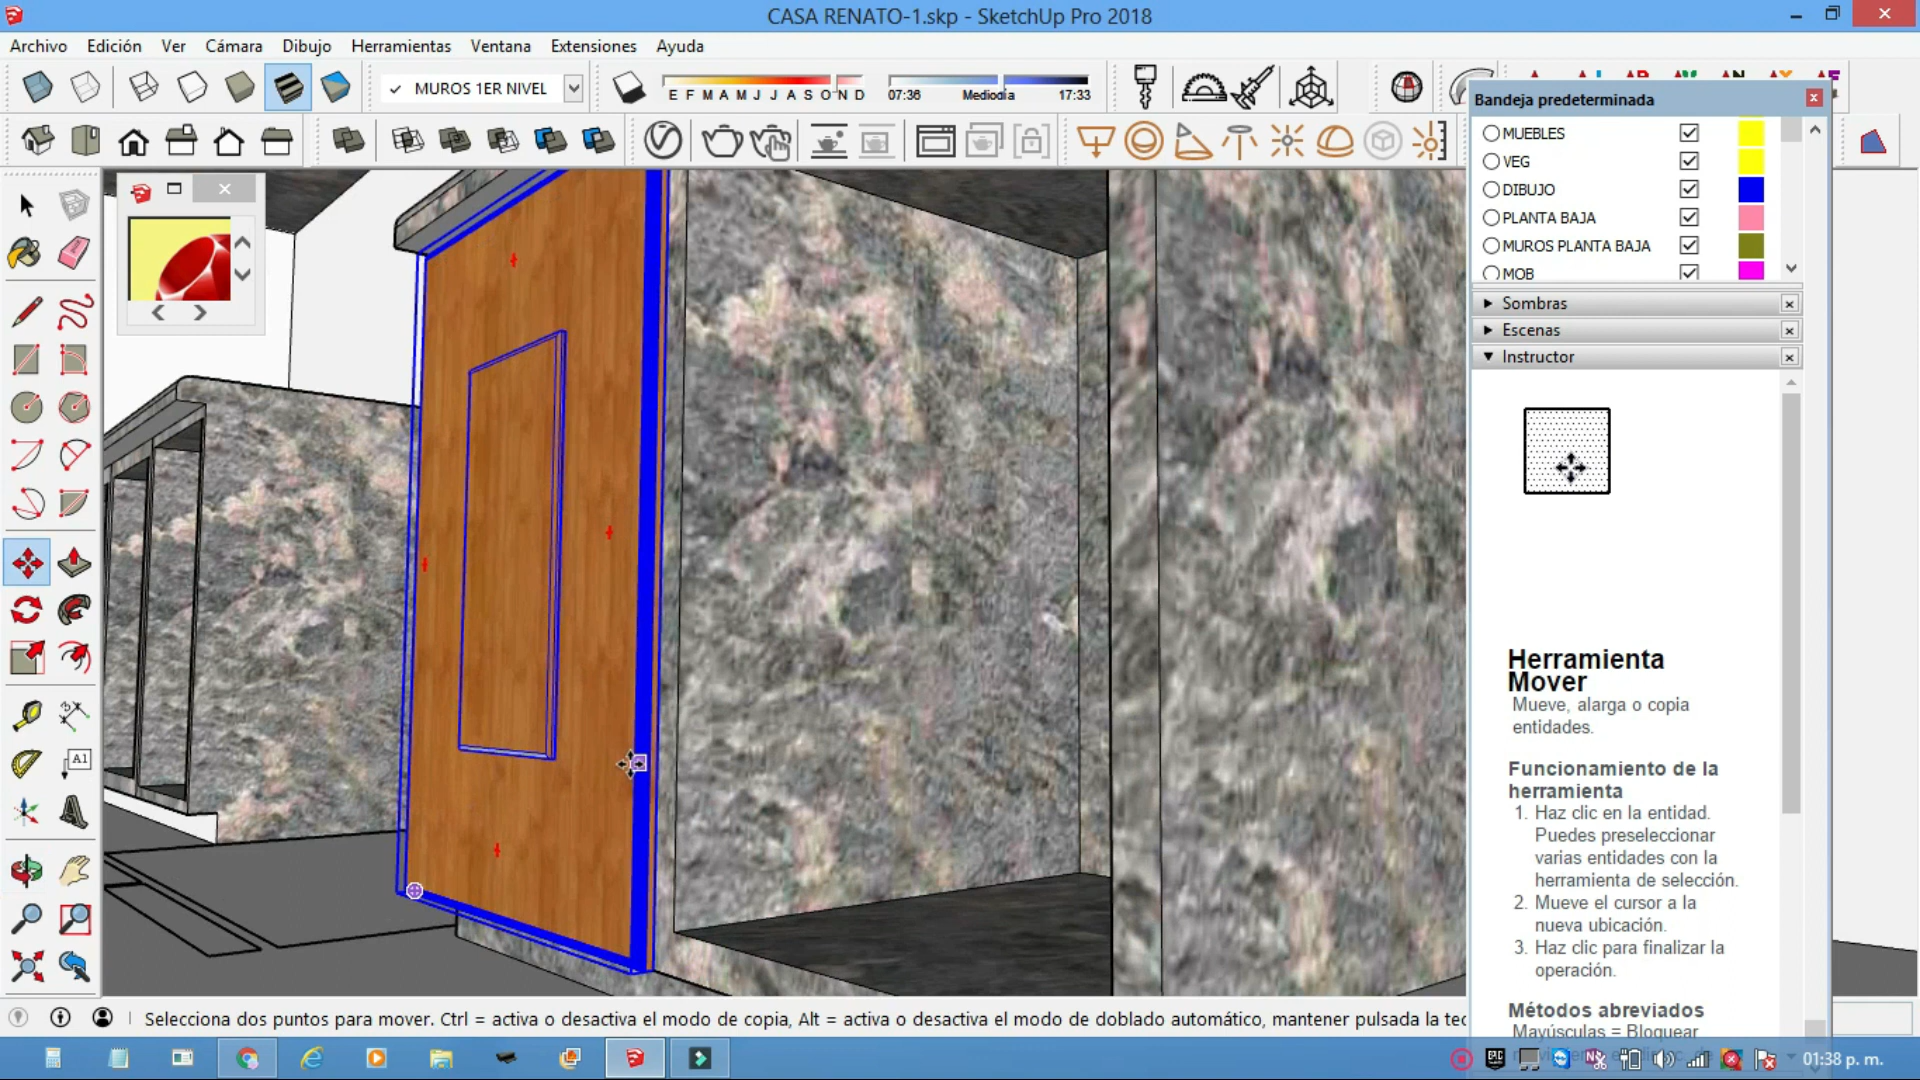 CASA RENATO-1.skp - SketchUp Pro 2018
Archivo Edición Ver Cámara Dibujo Herramientas Ventana Extensiones Ayuda
MUROS 1ER NIVEL
E F M A M J J A S O N D
07:36 Mediodía 17:33
Bandeja predeterminada
MUEBLES
VEG
DIBUJO
PLANTA BAJA
MUROS PLANTA BAJA
MOB
Sombras
Escenas
Instructor
Herramienta
Mover
Mueve, alarga o copia
entidades.
Funcionamiento de la
herramienta
1. Haz clic en la entidad.
Puedes preseleccionar
varias entidades con la
herramienta de selección.
2. Mueve el cursor a la
nueva ubicación.
3. Haz clic para finalizar la
operación.
Métodos abreviados
Mayúsculas = Bloquear
A1
Selecciona dos puntos para mover. Ctrl = activa o desactiva el modo de copia, Alt = activa o desactiva el modo de doblado automático, mantener pulsada la tec
01:38 p. m.